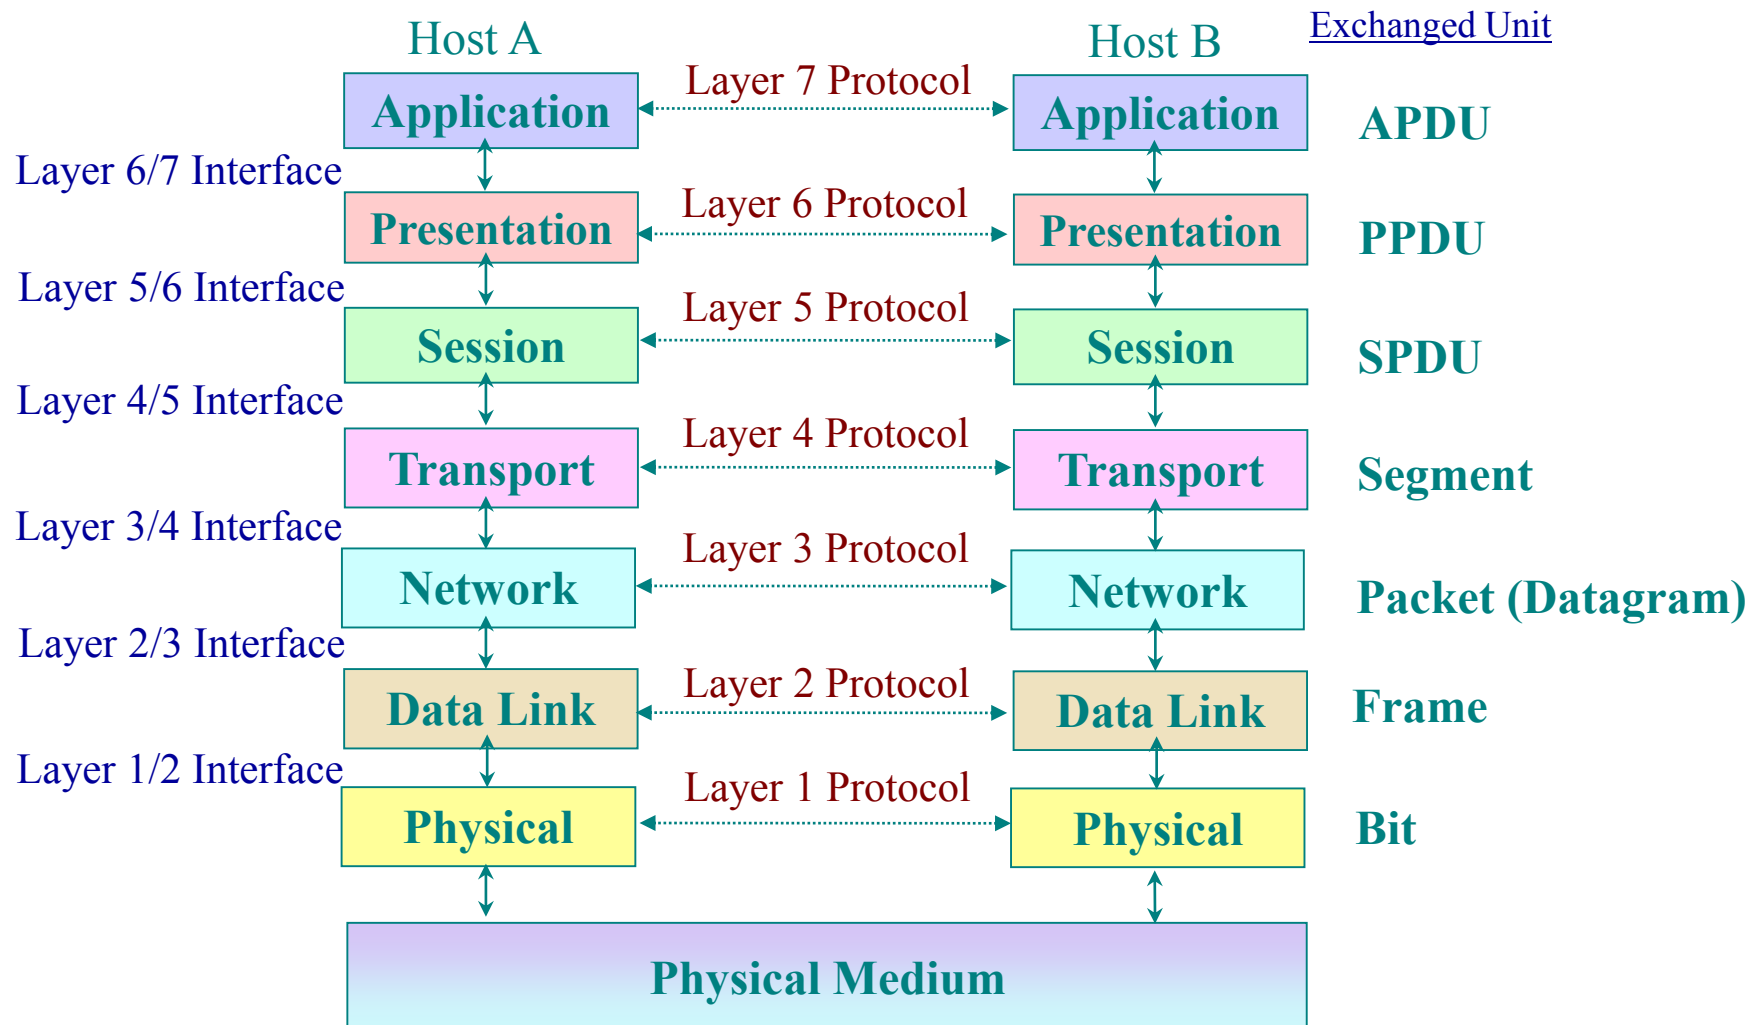 Host A
Host B
Exchanged Unit
Application
Layer 7 Protocol
Application
APDU
Layer 6/7 Interface
Presentation
Layer 6 Protocol
Presentation
PPDU
Layer 5/6 Interface
Session
Layer 5 Protocol
Session
SPDU
Layer 4/5 Interface
Transport
Layer 4 Protocol
Transport
Segment
Layer 3/4 Interface
Network
Layer 3 Protocol
Network
Packet (Datagram)
Layer 2/3 Interface
Data Link
Layer 2 Protocol
Data Link
Frame
Layer 1/2 Interface
Physical
Layer 1 Protocol
Physical
Bit
Physical Medium